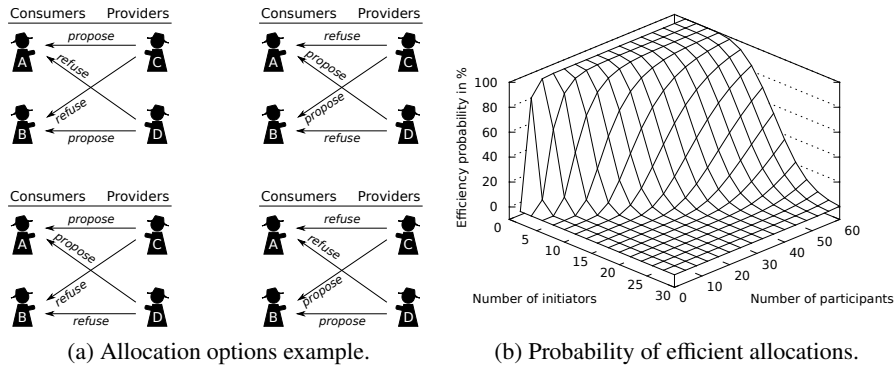 Consumers Providers
propose
A C
refuse
refuse
B D
propose
Consumers Providers
refuse
A C
propose
propose
B D
refuse
Consumers Providers
propose
A C
propose
refuse
B D
refuse
Consumers Providers
refuse
A C
refuse
propose
B D
propose
(a) Allocation options example.
Efficiency probability in %
100
80
60
40
20
0
0 5 10 15 20 25 30
Number of initiators
0 10 20 30 40 50 60
Number of participants
(b) Probability of efficient allocations.